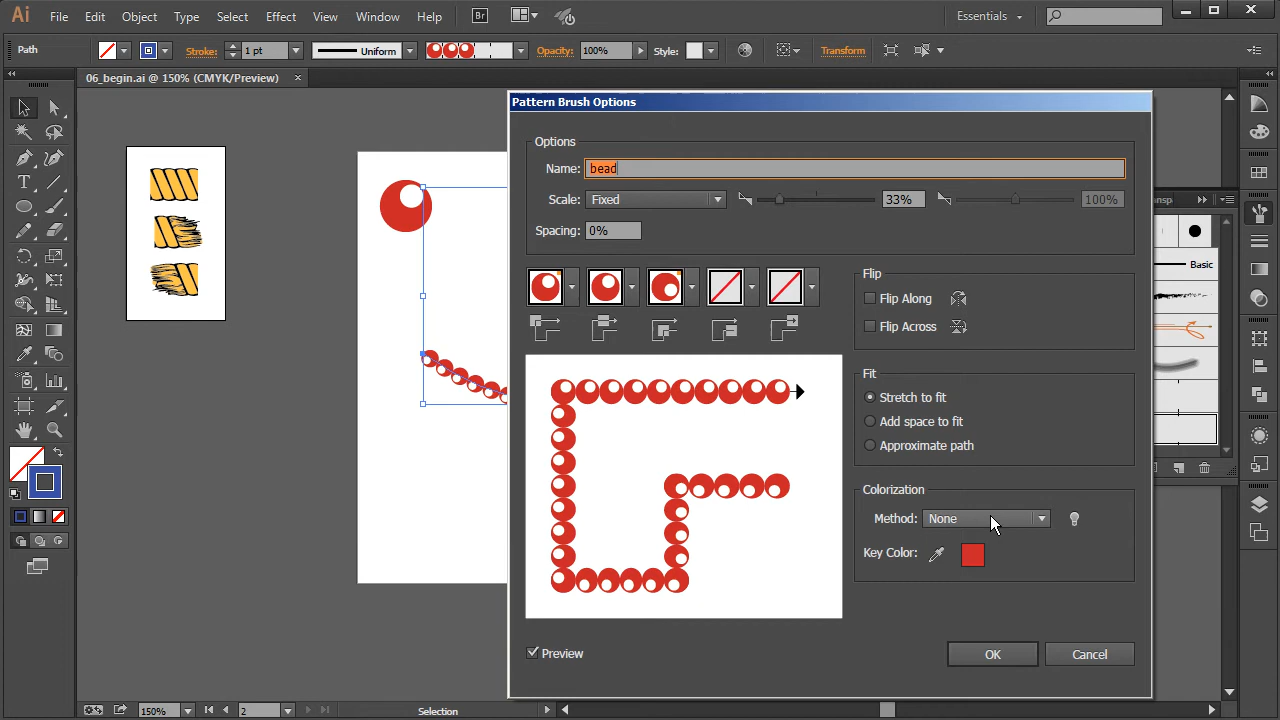 Ai File Edit Object Type Select Effect View Window Help Br Essentials
Path Stroke: 1 pt Uniform Opacity: 100% Style: Transform
06_begin.ai @ 150% (CMYK/Preview) ×
Pattern Brush Options
Options
Name: bead
Scale: Fixed 33% 100%
Spacing: 0%
Flip
Flip Along
Flip Across
Fit
Stretch to fit
Add space to fit
Approximate path
Colorization
Method: None
Key Color:
Preview
OK Cancel
Transp
Basic
150% 2 Selection